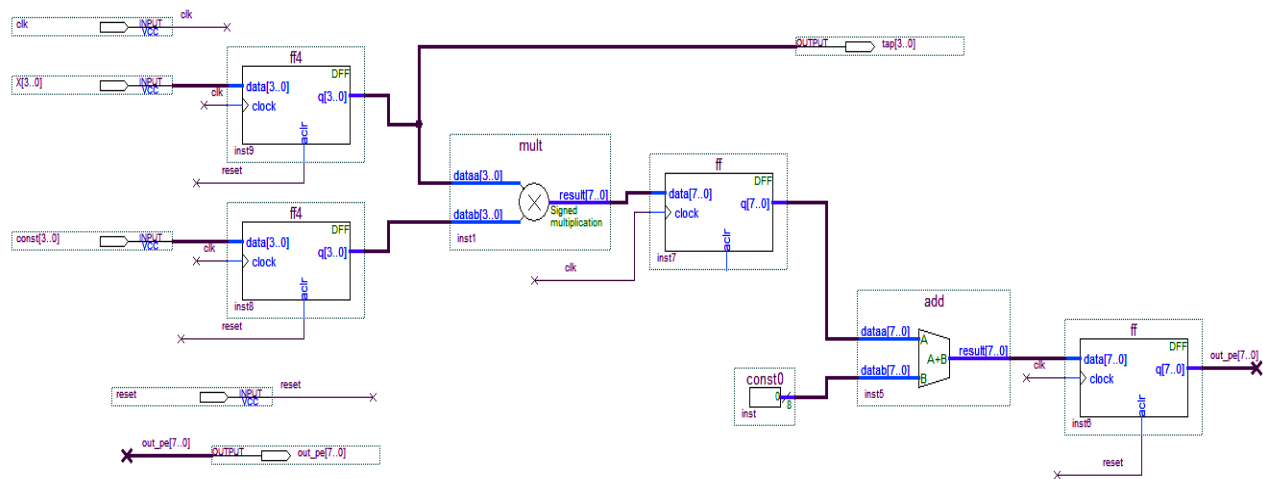 clk
INPUT
VCC
clk
X[3..0]
INPUT
VCC
clk
ff4
DFF
data[3..0]
q[3..0]
clock
aclr
inst9
reset
OUTPUT
tap[3..0]
const[3..0]
INPUT
VCC
clk
ff4
DFF
data[3..0]
q[3..0]
clock
aclr
inst8
reset
mult
dataa[3..0]
result[7..0]
datab[3..0]
Signed
multiplication
inst1
ff
DFF
data[7..0]
q[7..0]
clock
aclr
inst7
clk
add
dataa[7..0]
A
A+B
result[7..0]
datab[7..0]
B
inst5
const0
0
8
inst
clk
ff
DFF
data[7..0]
q[7..0]
clock
aclr
inst6
out_pe[7..0]
reset
reset
INPUT
VCC
reset
out_pe[7..0]
OUTPUT
out_pe[7..0]